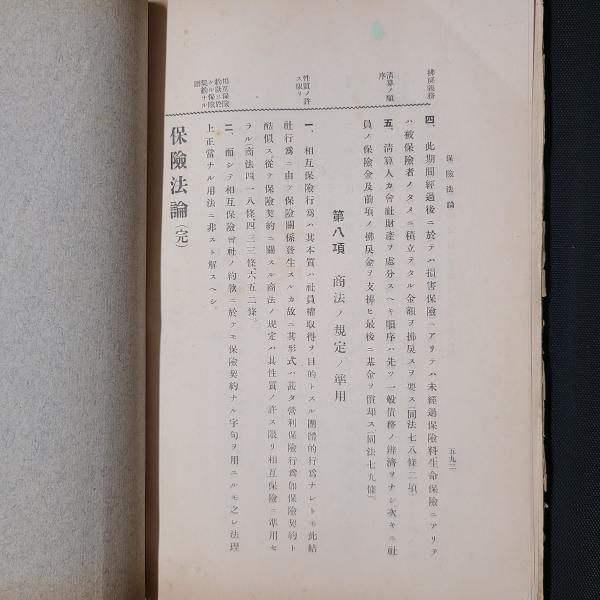 保險法論
五九二
拂戾義務
四、此期間經過後ニ於テハ損害保險ニアリテハ未經過保險料生命保險ニアリテ
ハ被保險者ノタメニ積立テタル金額ヲ拂戾スヲ要ス(同法七八條二項)
淸算ノ順
序
五、淸算人カ會社財產ヲ處分スヘキ順序ハ先ツ一般債務ノ辨濟ヲナシ、次キニ社
員ノ保險金及前項ノ拂戾金ヲ支拂ヒ最後ニ基金ヲ償却ス(同法七九條)
第八項 商法ノ規定ノ準用
性質ノ許
ス限リ
一、相互保險行爲ハ其本質ハ社員權取得ヲ目的トスル團體的行爲ナレトモ此結
社行爲ニ由テ保險關係發生スルカ故ニ其形式ハ甚タ營利保險行爲伽保險契約ト
酷似ス、從テ保險契約ニ關スル商法ノ規定ハ其性質ノ許ス限リ相互保險ニ準用セ
ラル(商法四一八條、四三三條、六五二條)
相互保險
約款ニ於
ケル保險
契約ナル
語
二、而シテ相互保險會社ノ約款ニ於テモ保險契約ナル字句ヲ用ユルモ之レ法理
上正當ナル用法ニ非スト解スヘシ。
保險法論(完)